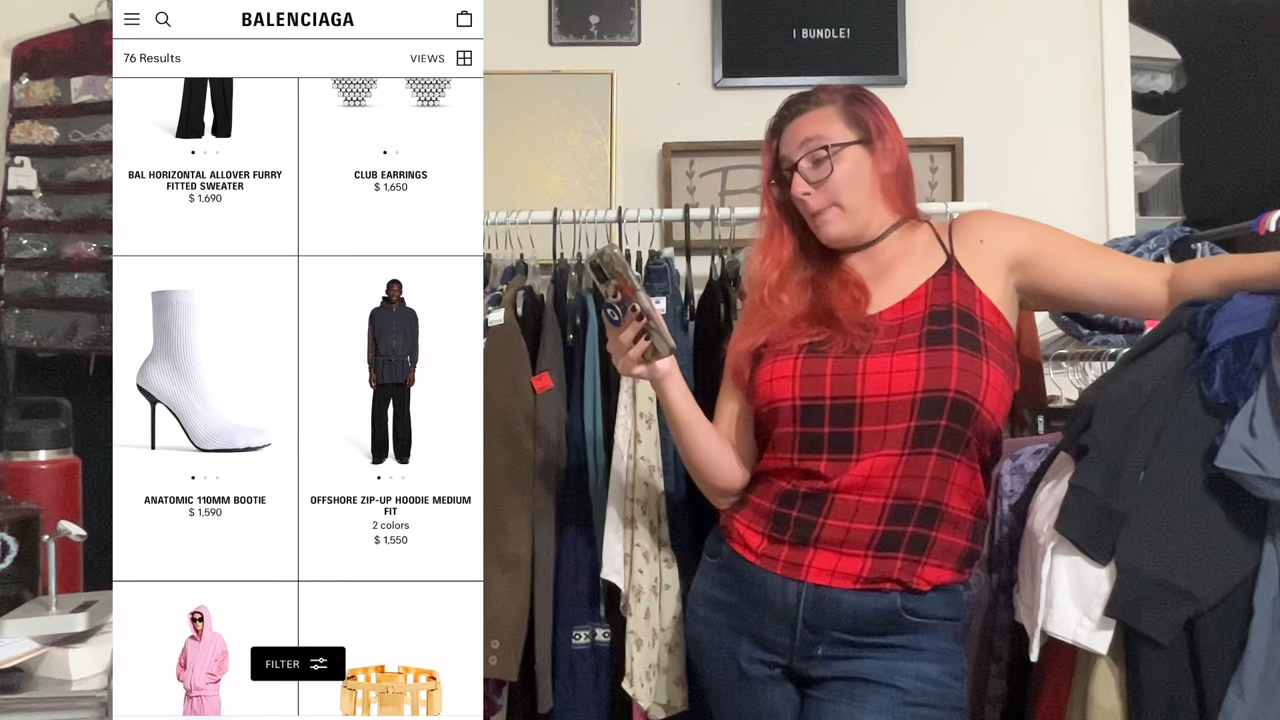 BALENCIAGA
76 Results
VIEWS
BAL HORIZONTAL ALLOVER FURRY
FITTED SWEATER
$ 1,690
CLUB EARRINGS
$ 1,650
ANATOMIC 110MM BOOTIE
$ 1,590
OFFSHORE ZIP-UP HOODIE MEDIUM
FIT
2 colors
$ 1,550
FILTER
I BUNDLE!